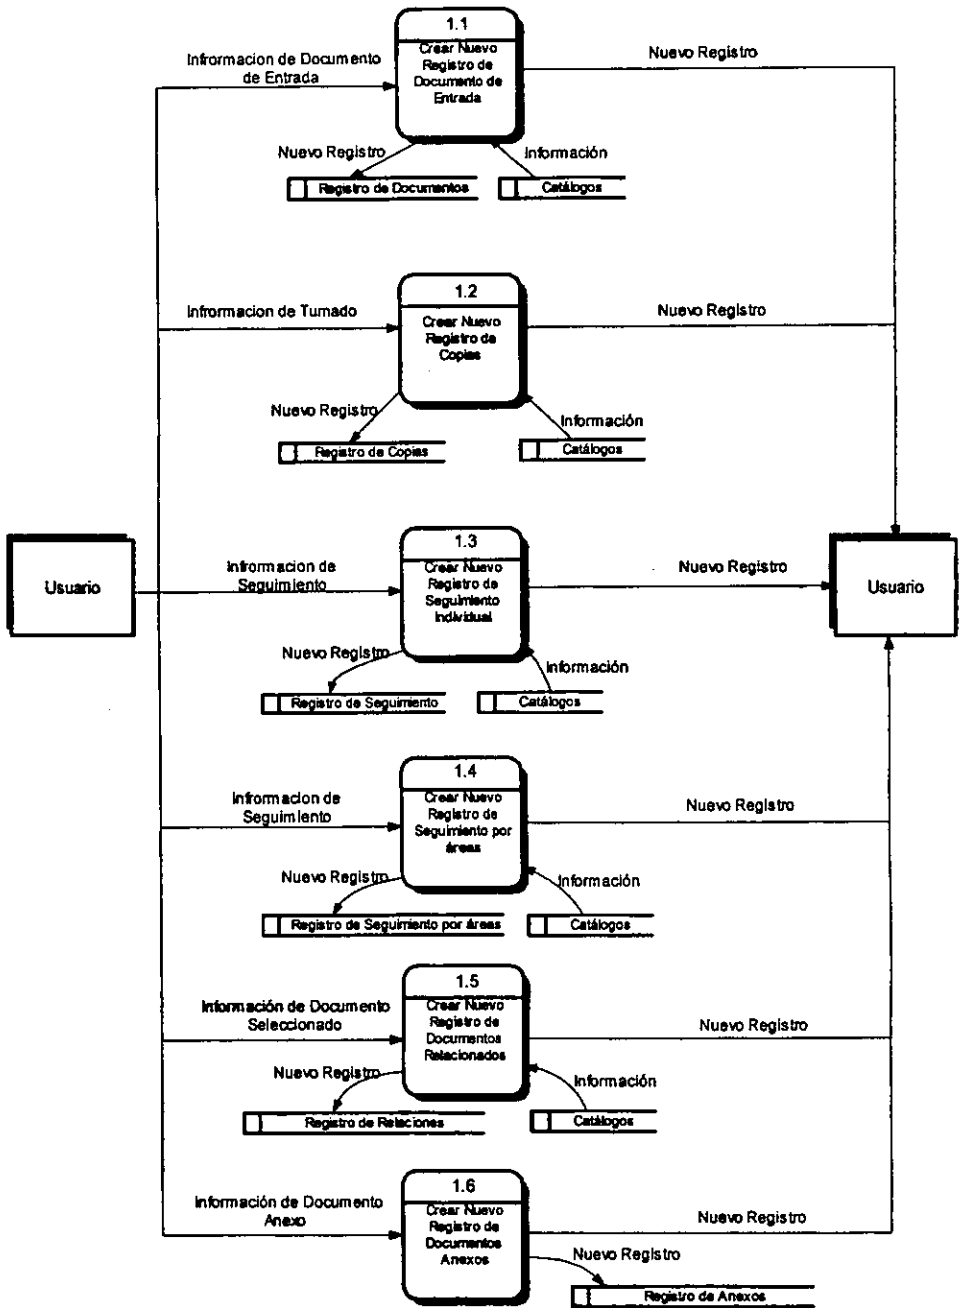 1.1
Crear Nuevo
Registro de
Documento de
Entrada
Infromacion de Documento
de Entrada
Nuevo Registro
Nuevo Registro
Información
Registro de Documentos
Catálogos
1.2
Crear Nuevo
Registro de
Copias
Infromacion de Turnado
Nuevo Registro
Nuevo Registro
Información
Registro de Copias
Catálogos
Usuario
1.3
Crear Nuevo
Registro de
Seguimiento
Individual
Infromacion de
Seguimiento
Nuevo Registro
Usuario
Nuevo Registro
Información
Registro de Seguimiento
Catálogos
1.4
Crear Nuevo
Registro de
Seguimiento por
áreas
Infromacion de
Seguimiento
Nuevo Registro
Nuevo Registro
Información
Registro de Seguimiento por áreas
Catálogos
1.5
Crear Nuevo
Registro de
Documentos
Relacionados
Información de Documento
Seleccionado
Nuevo Registro
Nuevo Registro
Información
Registro de Relaciones
Catálogos
1.6
Crear Nuevo
Registro de
Documentos
Anexos
Información de Documento
Anexo
Nuevo Registro
Nuevo Registro
Registro de Anexos